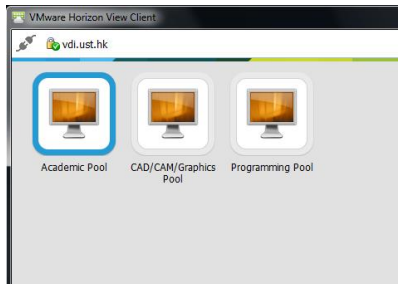 VMware Horizon View Client
vdi.ust.hk
Academic Pool
CAD/CAM/Graphics
Pool
Programming Pool